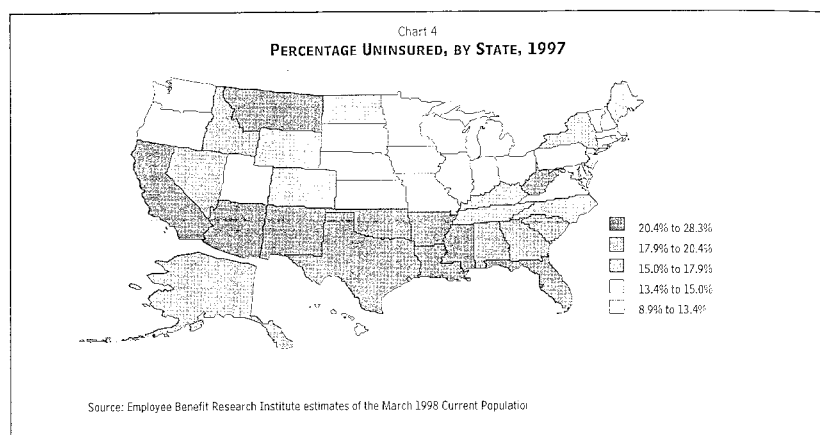 Chart 4
PERCENTAGE UNINSURED, BY STATE, 1997
20.4% to 28.3%
17.9% to 20.4%
15.0% to 17.9%
13.4% to 15.0%
8.9% to 13.4%
Source: Employee Benefit Research Institute estimates of the March 1998 Current Population